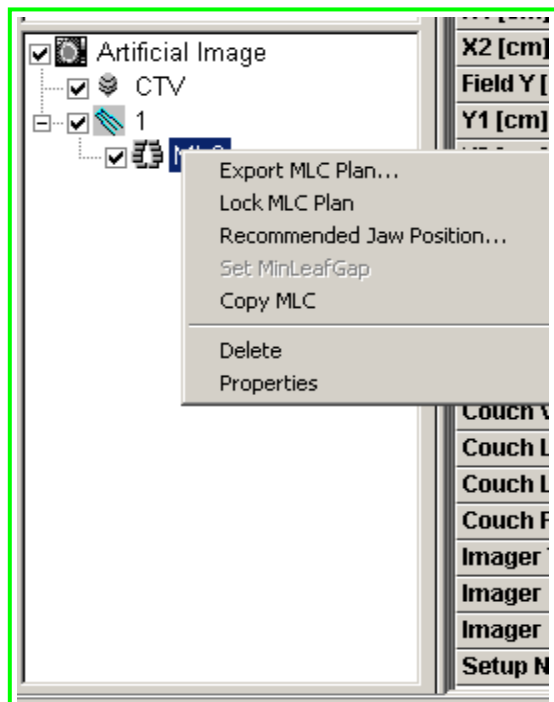 Artificial Image
CTV
1
Export MLC Plan...
Lock MLC Plan
Recommended Jaw Position...
Set MinLeafGap
Copy MLC
Delete
Properties
X2 [cm]
Field Y [
Y1 [cm]
Couch
Couch L
Couch L
Couch
Imager
Imager
Imager
Setup N